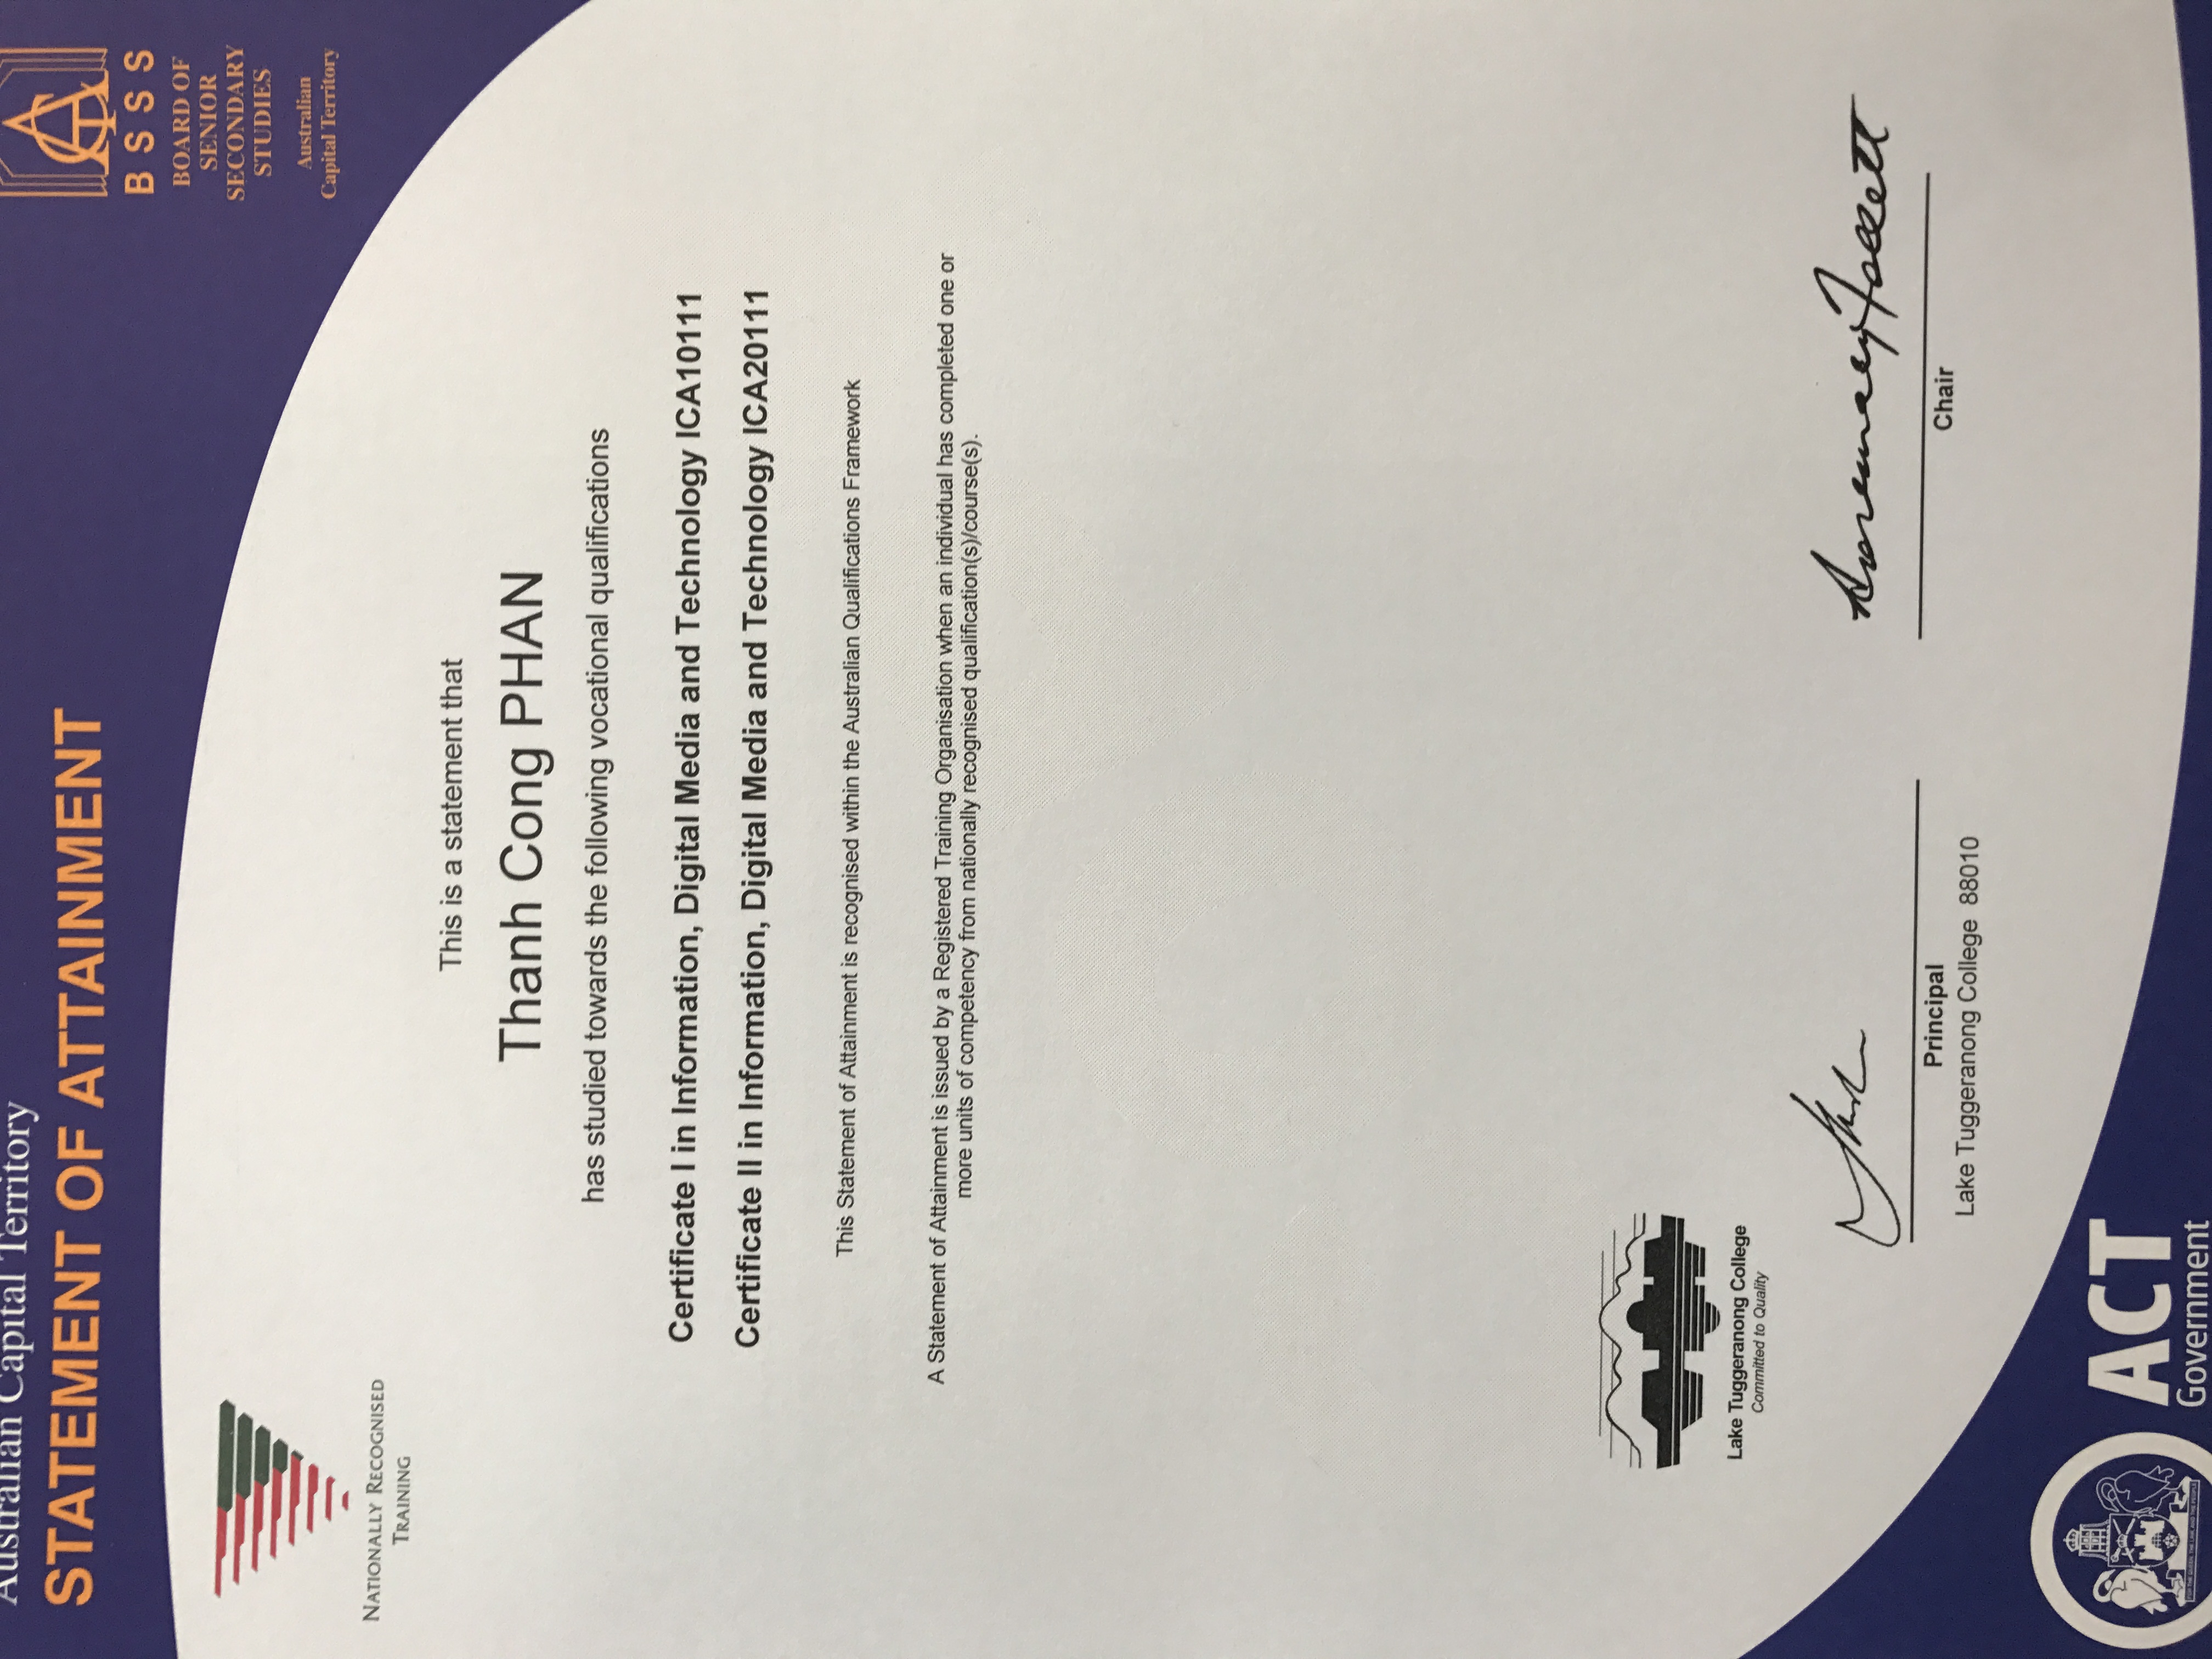 Australian Capital Territory
STATEMENT OF ATTAINMENT
BSSS
BOARD OF
SENIOR
SECONDARY
STUDIES
Australian
Capital Territory
NATIONALLY RECOGNISED
TRAINING
This is a statement that
Thanh Cong PHAN
has studied towards the following vocational qualifications
Certificate I in Information, Digital Media and Technology ICA10111
Certificate II in Information, Digital Media and Technology ICA20111
This Statement of Attainment is recognised within the Australian Qualifications Framework
A Statement of Attainment is issued by a Registered Training Organisation when an individual has completed one or
more units of competency from nationally recognised qualification(s)/course(s).
Lake Tuggeranong College
Committed to Quality
Rosemary Follett
Principal
Lake Tuggeranong College 88010
Chair
FOR THE QUEEN, THE LAW, AND THE PEOPLE
ACT
Government